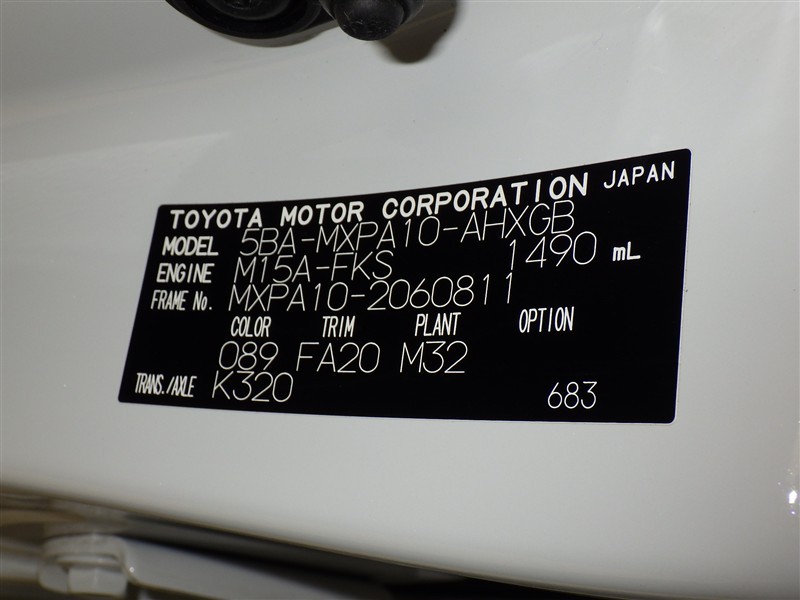 TOYOTA MOTOR CORPORATION JAPAN
MODEL 5BA-MXPA10-AHXGB
ENGINE M15A-FKS 1490 mL
FRAME No. MXPA10-2060811
COLOR TRIM PLANT OPTION
089 FA20 M32
TRANS./AXLE K320 683